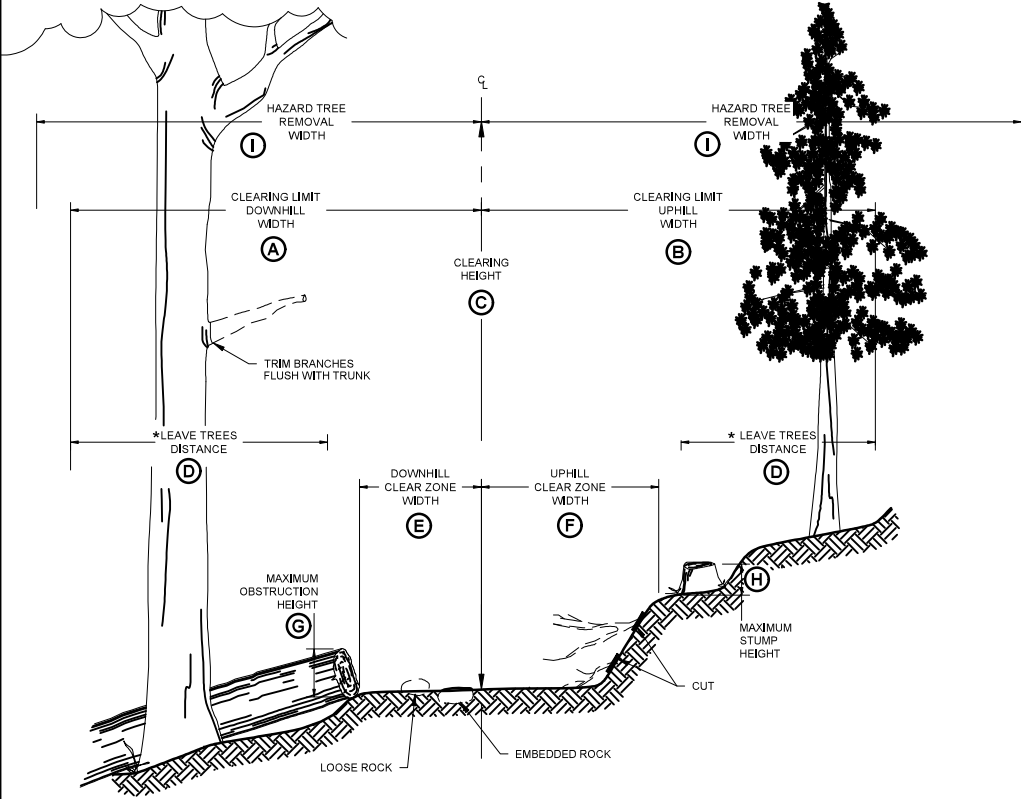 ℄
HAZARD TREE
REMOVAL
WIDTH
I
HAZARD TREE
REMOVAL
WIDTH
I
CLEARING LIMIT
DOWNHILL
WIDTH
A
CLEARING LIMIT
UPHILL
WIDTH
B
CLEARING
HEIGHT
C
TRIM BRANCHES
FLUSH WITH TRUNK
*LEAVE TREES
DISTANCE
D
* LEAVE TREES
DISTANCE
D
DOWNHILL
CLEAR ZONE
WIDTH
E
UPHILL
CLEAR ZONE
WIDTH
F
MAXIMUM
OBSTRUCTION
HEIGHT
G
H
MAXIMUM
STUMP
HEIGHT
CUT
EMBEDDED ROCK
LOOSE ROCK